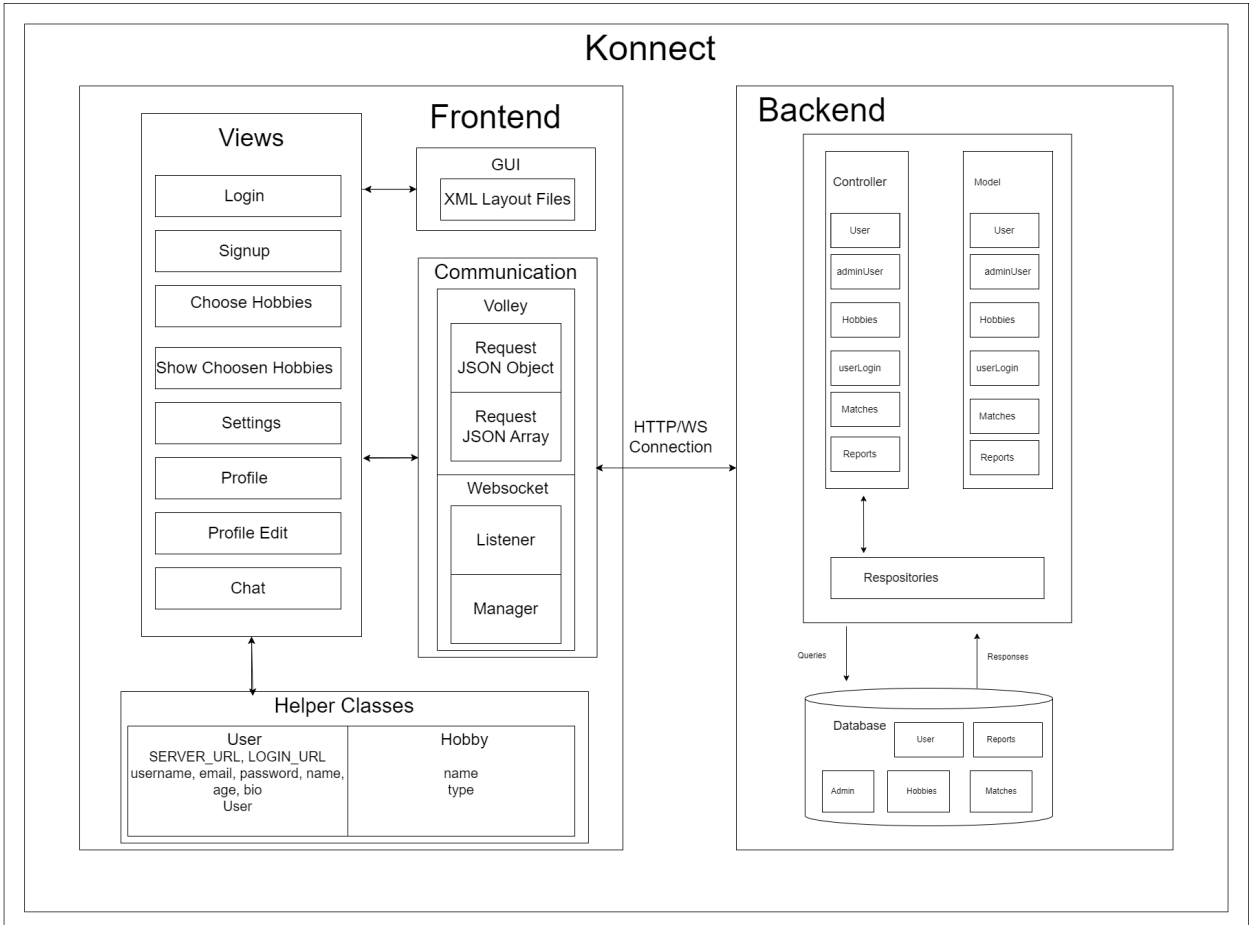 Konnect
Frontend
Views
Login
Signup
Choose Hobbies
Show Choosen Hobbies
Settings
Profile
Profile Edit
Chat
GUI
XML Layout Files
Communication
Volley
Request
JSON Object
Request
JSON Array
Websocket
Listener
Manager
Helper Classes
User
SERVER_URL, LOGIN_URL
username, email, password, name,
age, bio
User
Hobby
name
type
HTTP/WS
Connection
Backend
Controller
User
adminUser
Hobbies
userLogin
Matches
Reports
Model
User
adminUser
Hobbies
userLogin
Matches
Reports
Respositories
Queries
Responses
Database
User
Reports
Admin
Hobbies
Matches